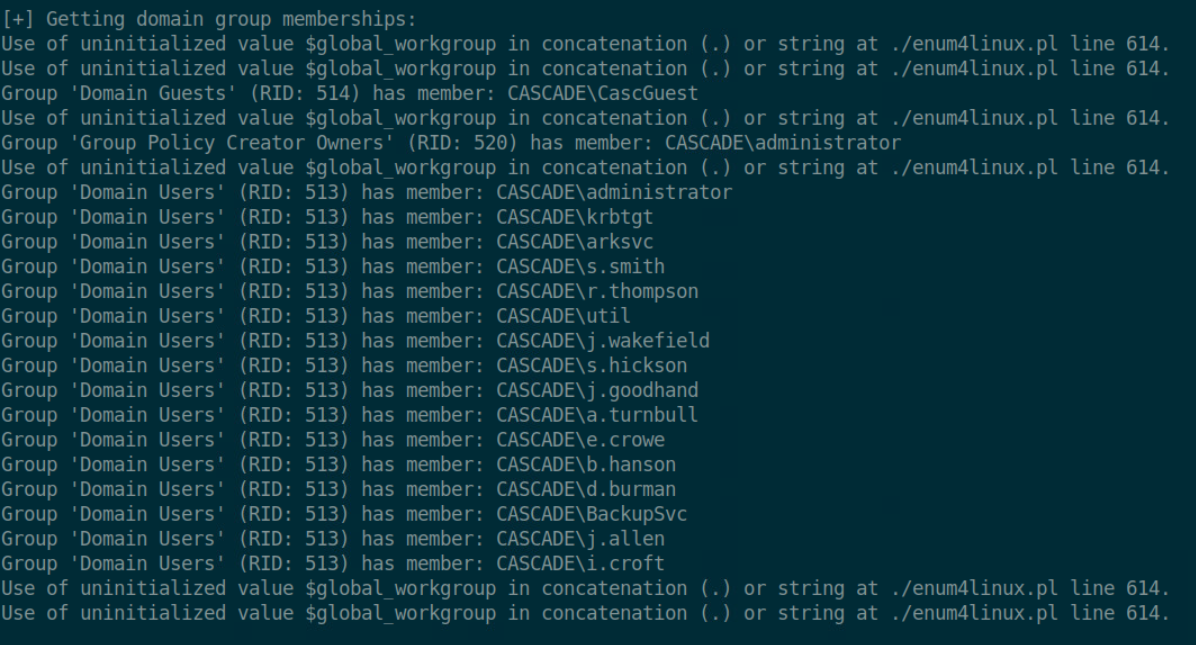 [+] Getting domain group memberships:
Use of uninitialized value $global_workgroup in concatenation (.) or string at ./enum4linux.pl line 614.
Use of uninitialized value $global_workgroup in concatenation (.) or string at ./enum4linux.pl line 614.
Group 'Domain Guests' (RID: 514) has member: CASCADE\CascGuest
Use of uninitialized value $global_workgroup in concatenation (.) or string at ./enum4linux.pl line 614.
Group 'Group Policy Creator Owners' (RID: 520) has member: CASCADE\administrator
Use of uninitialized value $global_workgroup in concatenation (.) or string at ./enum4linux.pl line 614.
Group 'Domain Users' (RID: 513) has member: CASCADE\administrator
Group 'Domain Users' (RID: 513) has member: CASCADE\krbtgt
Group 'Domain Users' (RID: 513) has member: CASCADE\arksvc
Group 'Domain Users' (RID: 513) has member: CASCADE\s.smith
Group 'Domain Users' (RID: 513) has member: CASCADE\r.thompson
Group 'Domain Users' (RID: 513) has member: CASCADE\util
Group 'Domain Users' (RID: 513) has member: CASCADE\j.wakefield
Group 'Domain Users' (RID: 513) has member: CASCADE\s.hickson
Group 'Domain Users' (RID: 513) has member: CASCADE\j.goodhand
Group 'Domain Users' (RID: 513) has member: CASCADE\a.turnbull
Group 'Domain Users' (RID: 513) has member: CASCADE\e.crowe
Group 'Domain Users' (RID: 513) has member: CASCADE\b.hanson
Group 'Domain Users' (RID: 513) has member: CASCADE\d.burman
Group 'Domain Users' (RID: 513) has member: CASCADE\BackupSvc
Group 'Domain Users' (RID: 513) has member: CASCADE\j.allen
Group 'Domain Users' (RID: 513) has member: CASCADE\i.croft
Use of uninitialized value $global_workgroup in concatenation (.) or string at ./enum4linux.pl line 614.
Use of uninitialized value $global_workgroup in concatenation (.) or string at ./enum4linux.pl line 614.